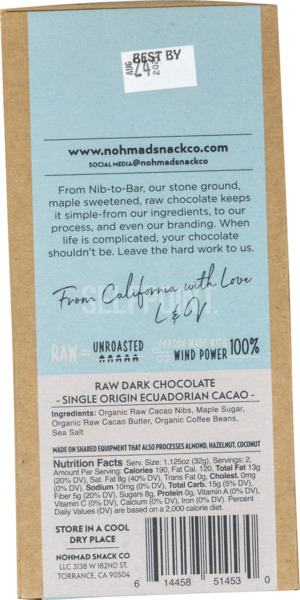 BEST BY
AUG 24 202
www.nohmadsnackco.com
SOCIAL MEDIA@nohmadsnackco
From Nib-to-Bar, our stone ground,
maple sweetened, raw chocolate keeps
it simple-from our ingredients, to our
process, and even our branding. When
life is complicated, your chocolate
shouldn't be. Leave the hard work to us.
From California with Love
L & V
RAW = UNROASTED
CARTON MADE WITH
WIND POWER 100%
RAW DARK CHOCOLATE
- SINGLE ORIGIN ECUADORIAN CACAO -
Ingredients: Organic Raw Cacao Nibs, Maple Sugar,
Organic Raw Cacao Butter, Organic Coffee Beans,
Sea Salt
MADE ON SHARED EQUIPMENT THAT ALSO PROCESSES ALMOND, HAZELNUT, COCONUT
Nutrition Facts Serv. Size: 1,125oz (32g), Servings: 2,
Amount Per Serving: Calories 190, Fat Cal. 120, Total Fat 13g
(20% DV), Sat. Fat 8g (40% DV), Trans Fat 0g, Cholest. 0mg
(0% DV), Sodium 10mg (0% DV), Total Carb. 15g (5% DV),
Fiber 5g (20% DV), Sugars 8g, Protein 0g, Vitamin A (0% DV),
Vitamin C (0% DV), Calcium (0% DV), Iron (0% DV). Percent
Daily Values (DV) are based on a 2,000 calorie diet.
STORE IN A COOL
DRY PLACE
NOHMAD SNACK CO
LLC 3138 W 182ND ST.
TORRANCE, CA 90504
6 14458 51453 0